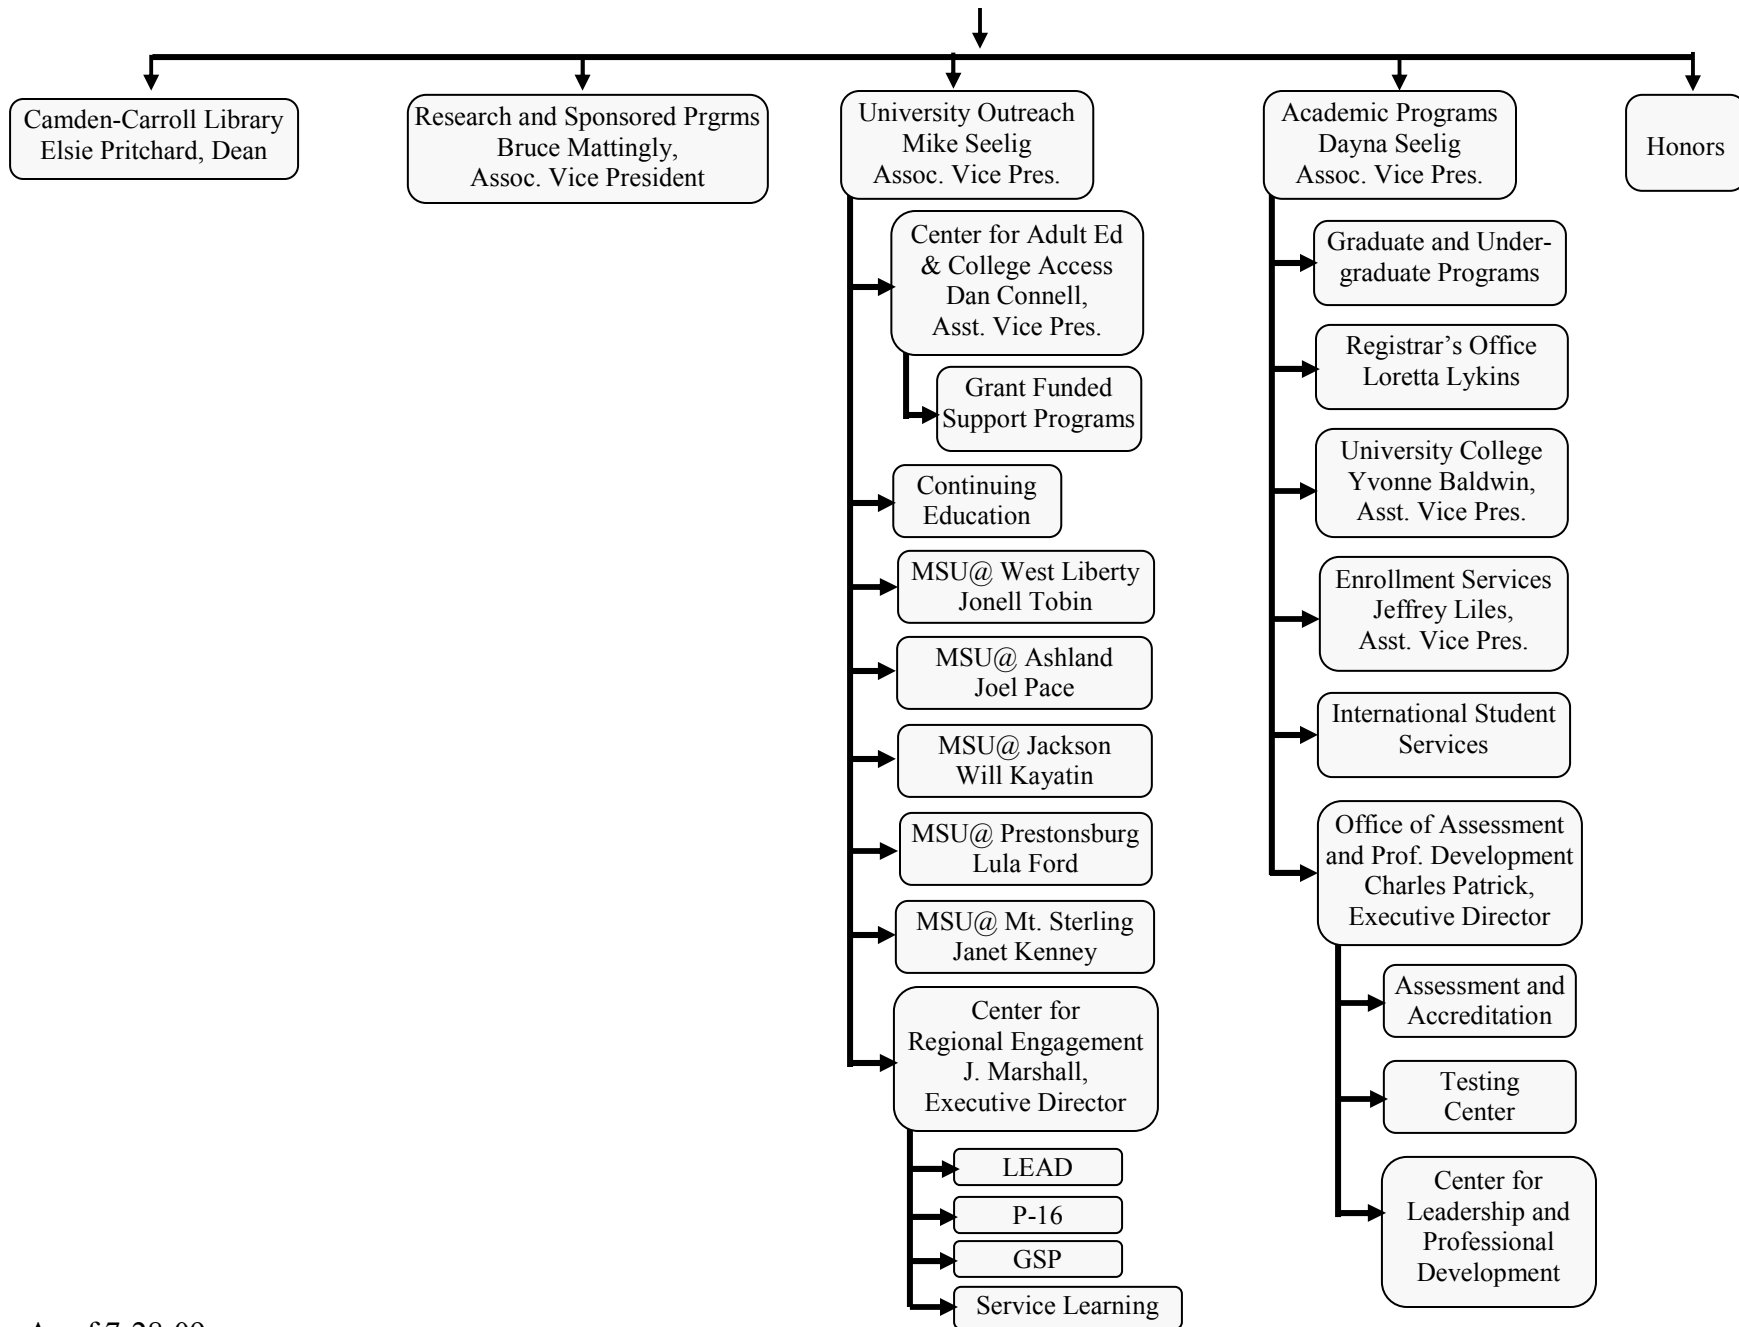 Camden-Carroll Library
Elsie Pritchard, Dean
Research and Sponsored Prgrms
Bruce Mattingly,
Assoc. Vice President
University Outreach
Mike Seelig
Assoc. Vice Pres.
Academic Programs
Dayna Seelig
Assoc. Vice Pres.
Honors
Center for Adult Ed
& College Access
Dan Connell,
Asst. Vice Pres.
Grant Funded
Support Programs
Continuing
Education
MSU@ West Liberty
Jonell Tobin
MSU@ Ashland
Joel Pace
MSU@ Jackson
Will Kayatin
MSU@ Prestonsburg
Lula Ford
MSU@ Mt. Sterling
Janet Kenney
Center for
Regional Engagement
J. Marshall,
Executive Director
LEAD
P-16
GSP
Service Learning
Graduate and Under-
graduate Programs
Registrar’s Office
Loretta Lykins
University College
Yvonne Baldwin,
Asst. Vice Pres.
Enrollment Services
Jeffrey Liles,
Asst. Vice Pres.
International Student
Services
Office of Assessment
and Prof. Development
Charles Patrick,
Executive Director
Assessment and
Accreditation
Testing
Center
Center for
Leadership and
Professional
Development
As of 7-28-09